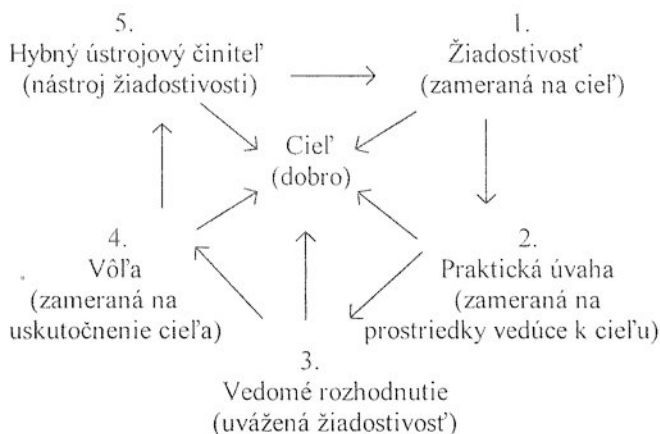 5.
Hybný ústrojový činiteľ
(nástroj žiadostivosti)
1.
Žiadostivosť
(zameraná na cieľ)
Cieľ
(dobro)
4.
Vôľa
(zameraná na
uskutočnenie cieľa)
2.
Praktická úvaha
(zameraná na
prostriedky vedúce k cieľu)
3.
Vedomé rozhodnutie
(uvážená žiadostivosť)